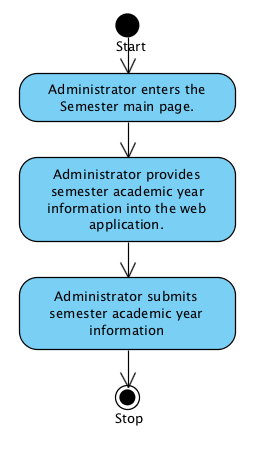 Start
Administrator enters the
Semester main page.
Administrator provides
semester academic year
information into the web
application.
Administrator submits
semester academic year
information
Stop